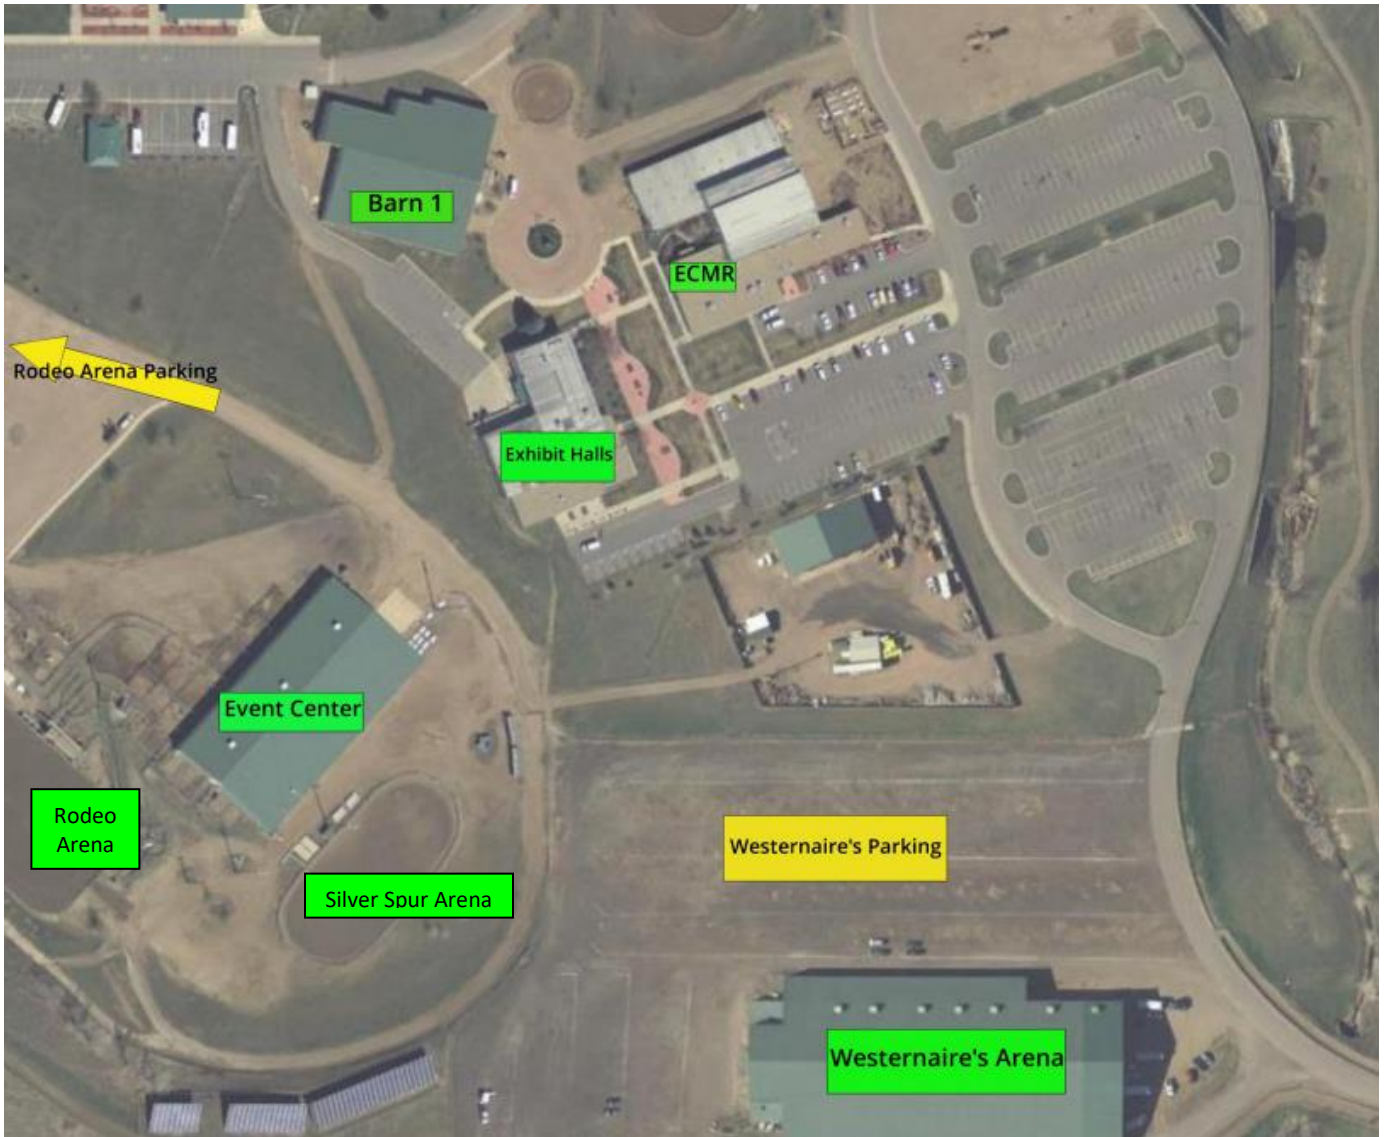 Barn 1
ECMR
Rodeo Arena Parking
Exhibit Halls
Event Center
Rodeo
Arena
Westernaire's Parking
Silver Spur Arena
Westernaire's Arena